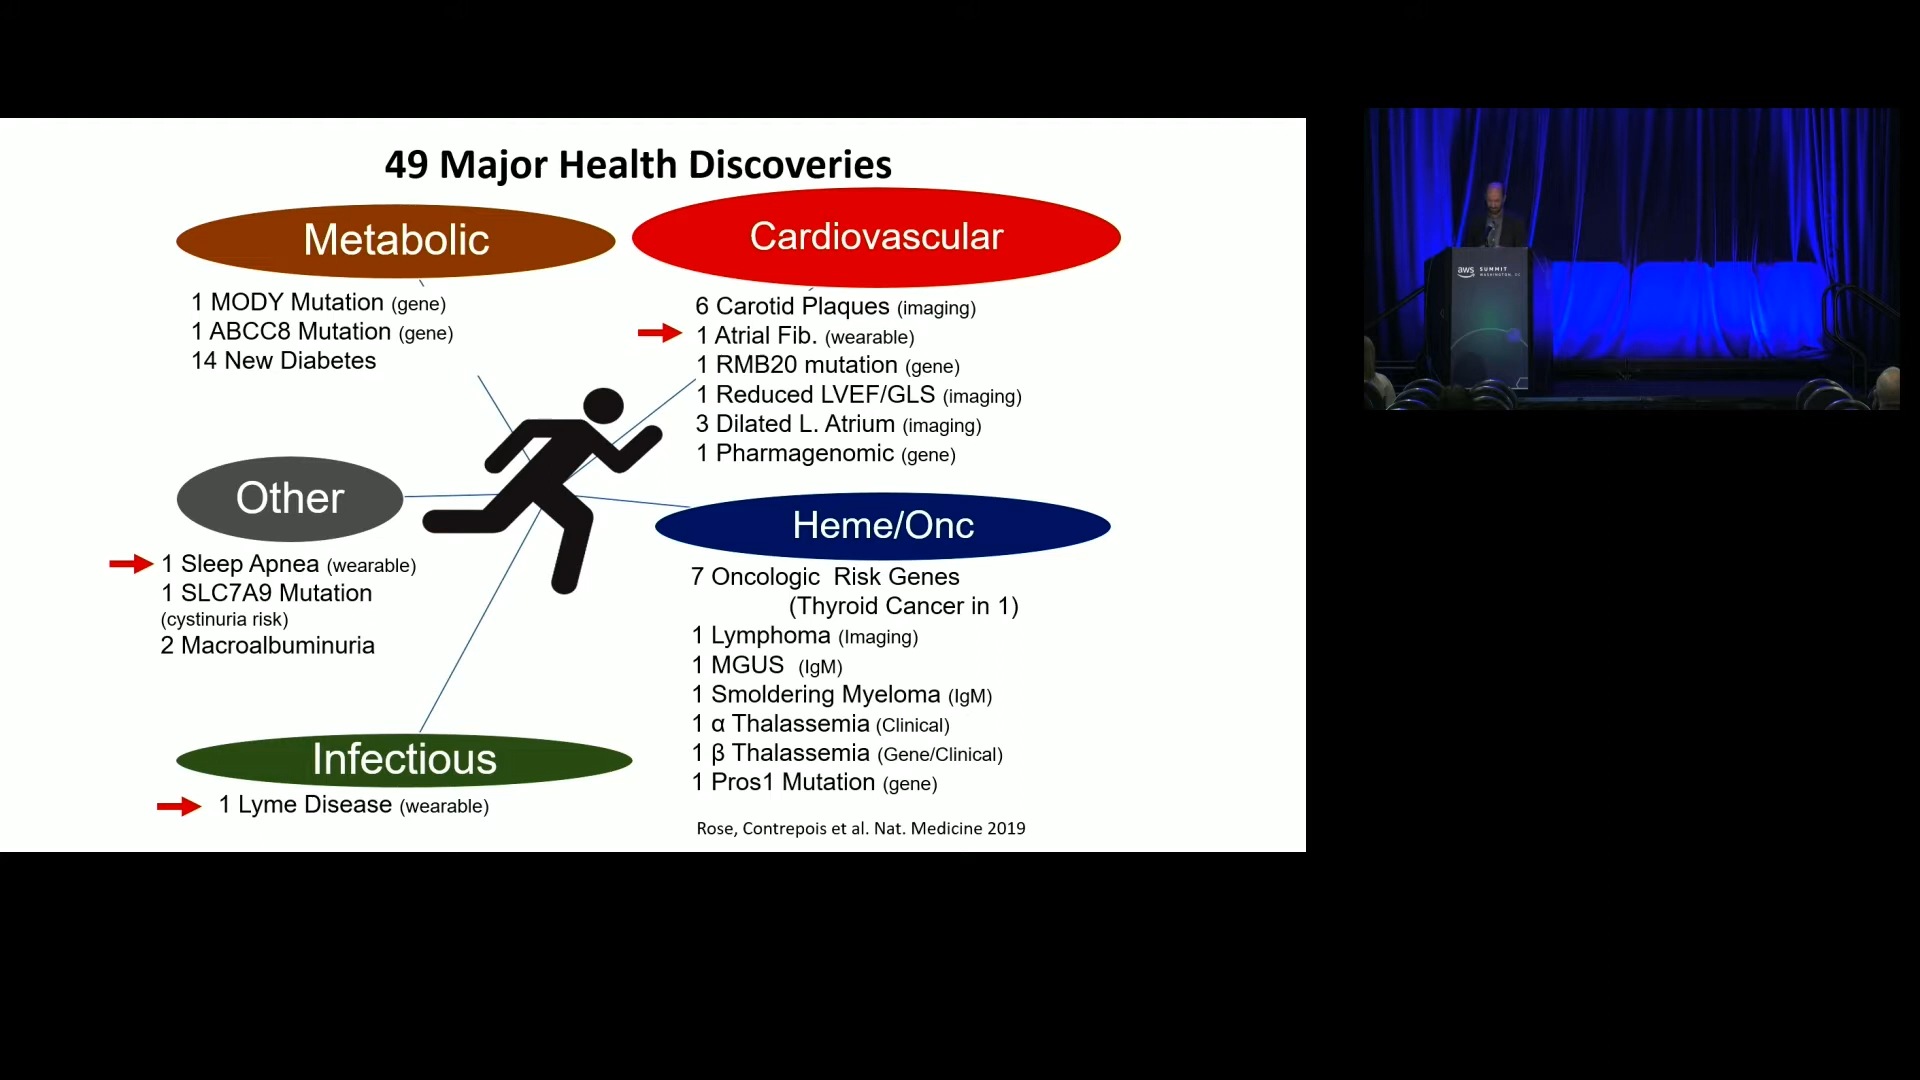 49 Major Health Discoveries
Metabolic
1 MODY Mutation (gene)
1 ABCC8 Mutation (gene)
14 New Diabetes
Cardiovascular
6 Carotid Plaques (imaging)
1 Atrial Fib. (wearable)
1 RMB20 mutation (gene)
1 Reduced LVEF/GLS (imaging)
3 Dilated L. Atrium (imaging)
1 Pharmagenomic (gene)
Other
1 Sleep Apnea (wearable)
1 SLC7A9 Mutation
(cystinuria risk)
2 Macroalbuminuria
Heme/Onc
7 Oncologic Risk Genes
(Thyroid Cancer in 1)
1 Lymphoma (Imaging)
1 MGUS (IgM)
1 Smoldering Myeloma (IgM)
1 α Thalassemia (Clinical)
1 β Thalassemia (Gene/Clinical)
1 Pros1 Mutation (gene)
Infectious
1 Lyme Disease (wearable)
Rose, Contrepois et al. Nat. Medicine 2019
aws SUMMIT
WASHINGTON, DC